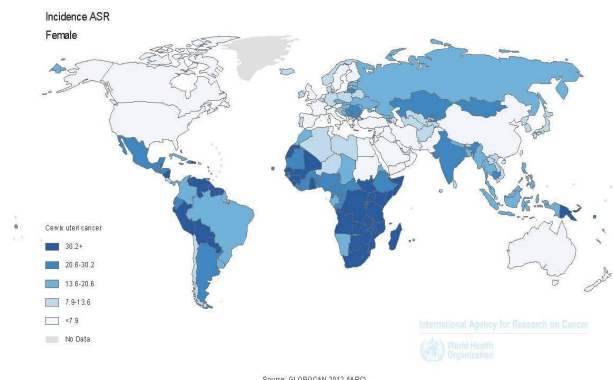 Incidence ASR
Female
Cervix uteri cancer
30.2+
20.6-30.2
13.6-20.6
7.9-13.6
<7.9
No Data
International Agency for Research on Cancer
World Health
Organization
Source: GLOBOCAN 2012 (IARC)